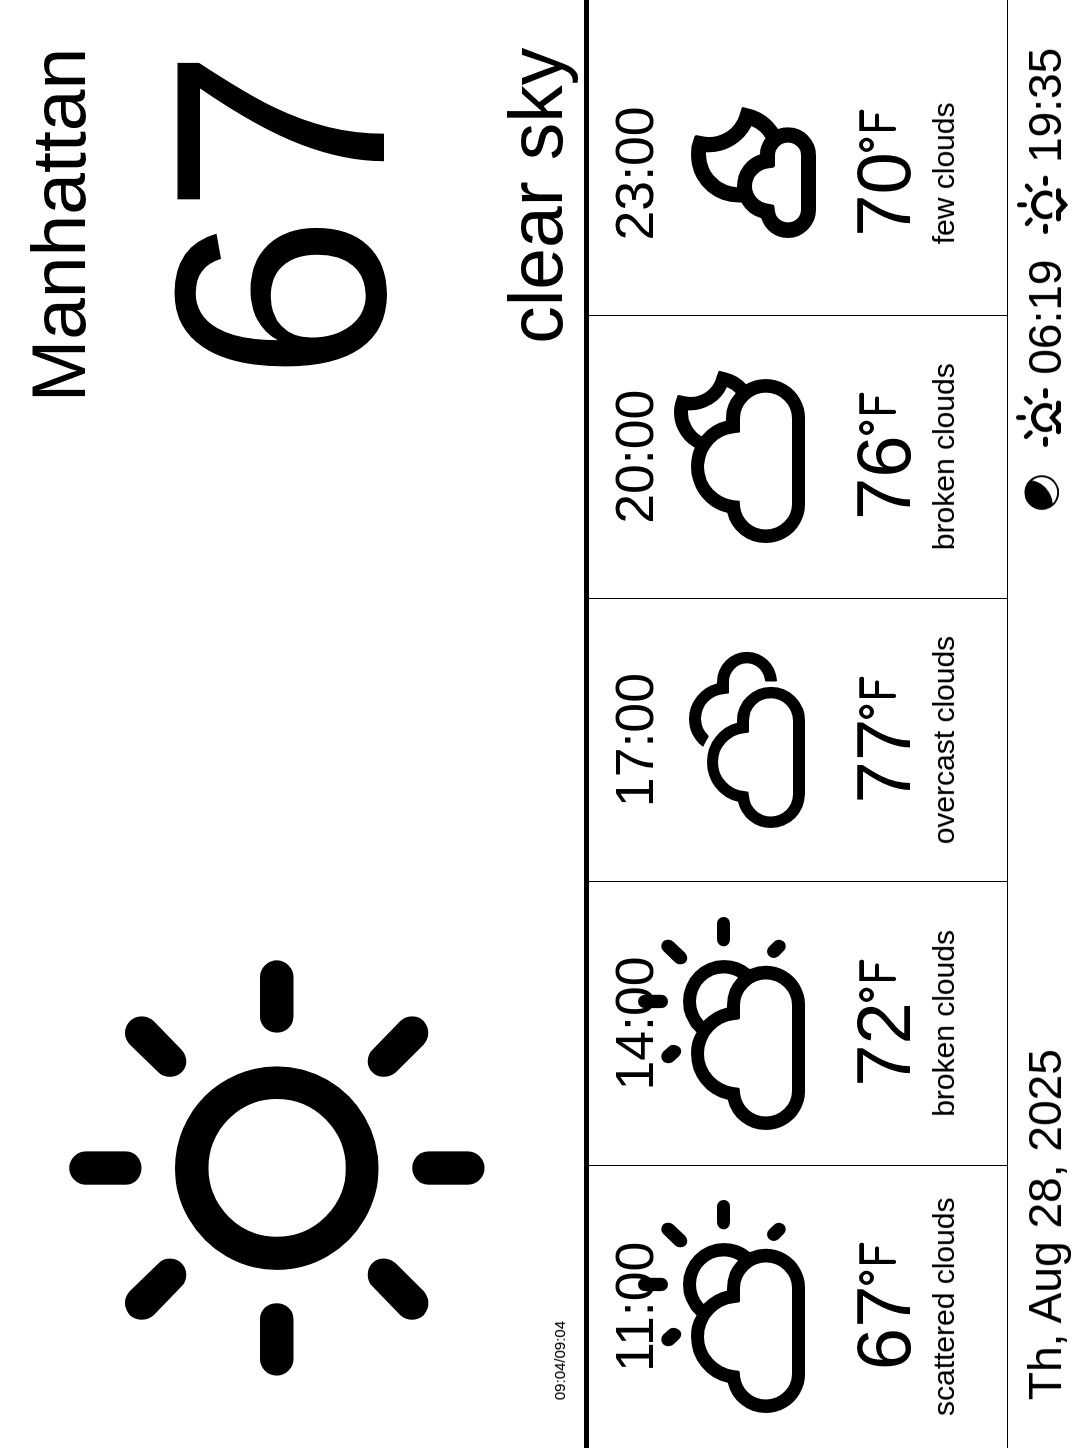 Manhattan
67
clear sky
09:04/09:04
11:00
67°F
scattered clouds
14:00
72°F
broken clouds
17:00
77°F
overcast clouds
20:00
76°F
broken clouds
23:00
70°F
few clouds
Th, Aug 28, 2025
06:19 19:35